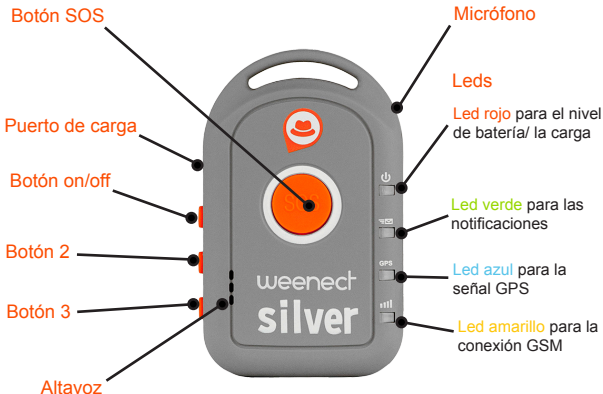 Botón SOS
Micrófono
Leds
Led rojo para el nivel
de batería/ la carga
Puerto de carga
Botón on/off
SOS
Led verde para las
notificaciones
Botón 2
GPS
Led azul para la
señal GPS
weenect
silver
Botón 3
Led amarillo para la
conexión GSM
Altavoz